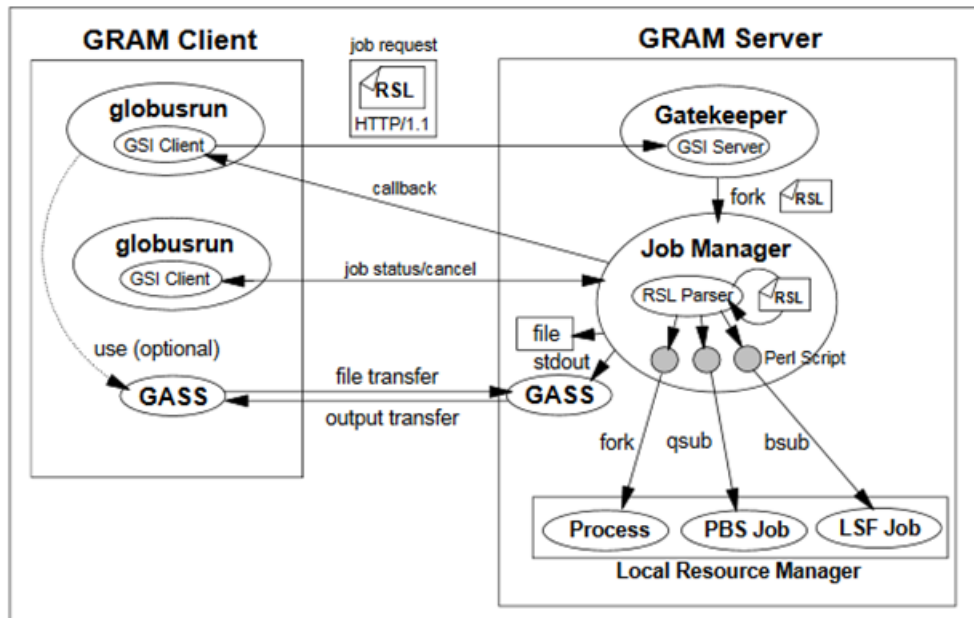 GRAM Client
job request
RSL
HTTP/1.1
GRAM Server
globusrun
GSI Client
Gatekeeper
GSI Server
callback
fork
RSL
globusrun
GSI Client
job status/cancel
Job Manager
RSL Parser
RSL
file
stdout
Perl Script
use (optional)
GASS
file transfer
output transfer
GASS
fork
qsub
bsub
Process
PBS Job
LSF Job
Local Resource Manager